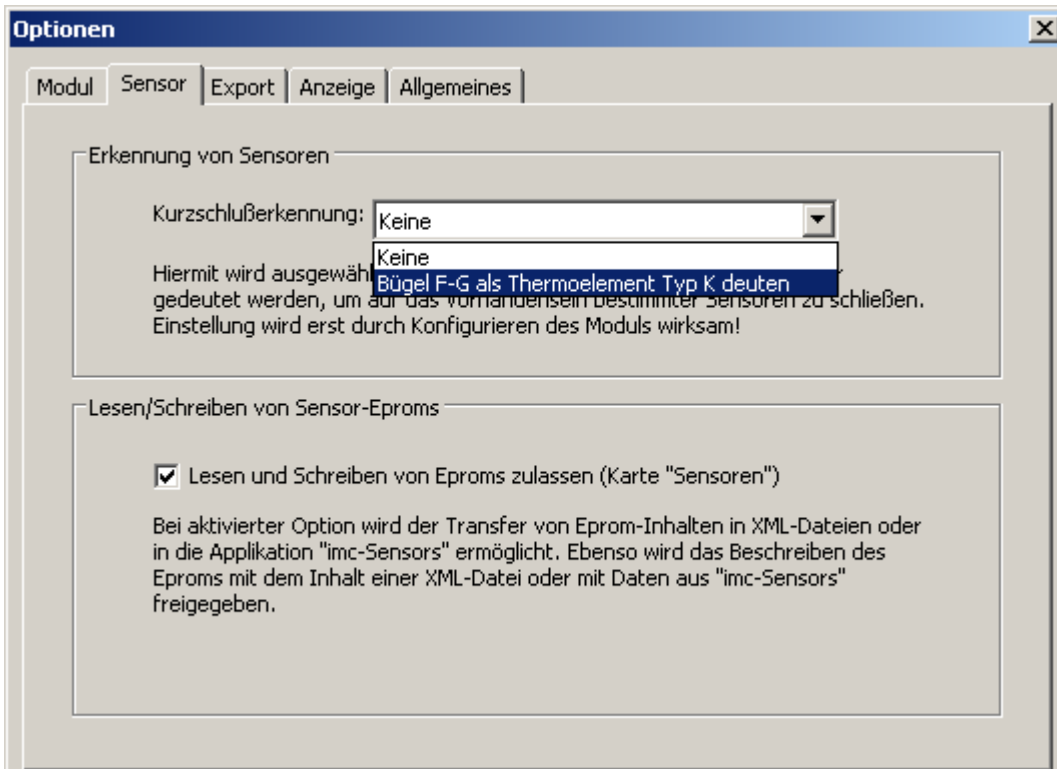 Optionen
Modul Sensor Export Anzeige Allgemeines
Erkennung von Sensoren
Kurzschlußerkennung: Keine
Keine
Hiermit wird ausgewähl
Bügel F-G als Thermoelement Typ K deuten
gedeutet werden, um auf das Vorhandensein bestimmter Sensoren zu schließen.
Einstellung wird erst durch Konfigurieren des Moduls wirksam!
Lesen/Schreiben von Sensor-Eproms
Lesen und Schreiben von Eproms zulassen (Karte "Sensoren")
Bei aktivierter Option wird der Transfer von Eprom-Inhalten in XML-Dateien oder
in die Applikation "imc-Sensors" ermöglicht. Ebenso wird das Beschreiben des
Eproms mit dem Inhalt einer XML-Datei oder mit Daten aus "imc-Sensors"
freigegeben.